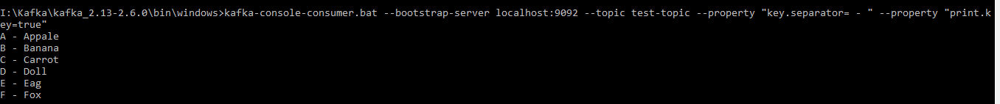 I:\Kafka\kafka_2.13-2.6.0\bin\windows>kafka-console-consumer.bat --bootstrap-server localhost:9092 --topic test-topic --property "key.separator= - " --property "print.k
ey=true"
A - Appale
B - Banana
C - Carrot
D - Doll
E - Eag
F - Fox